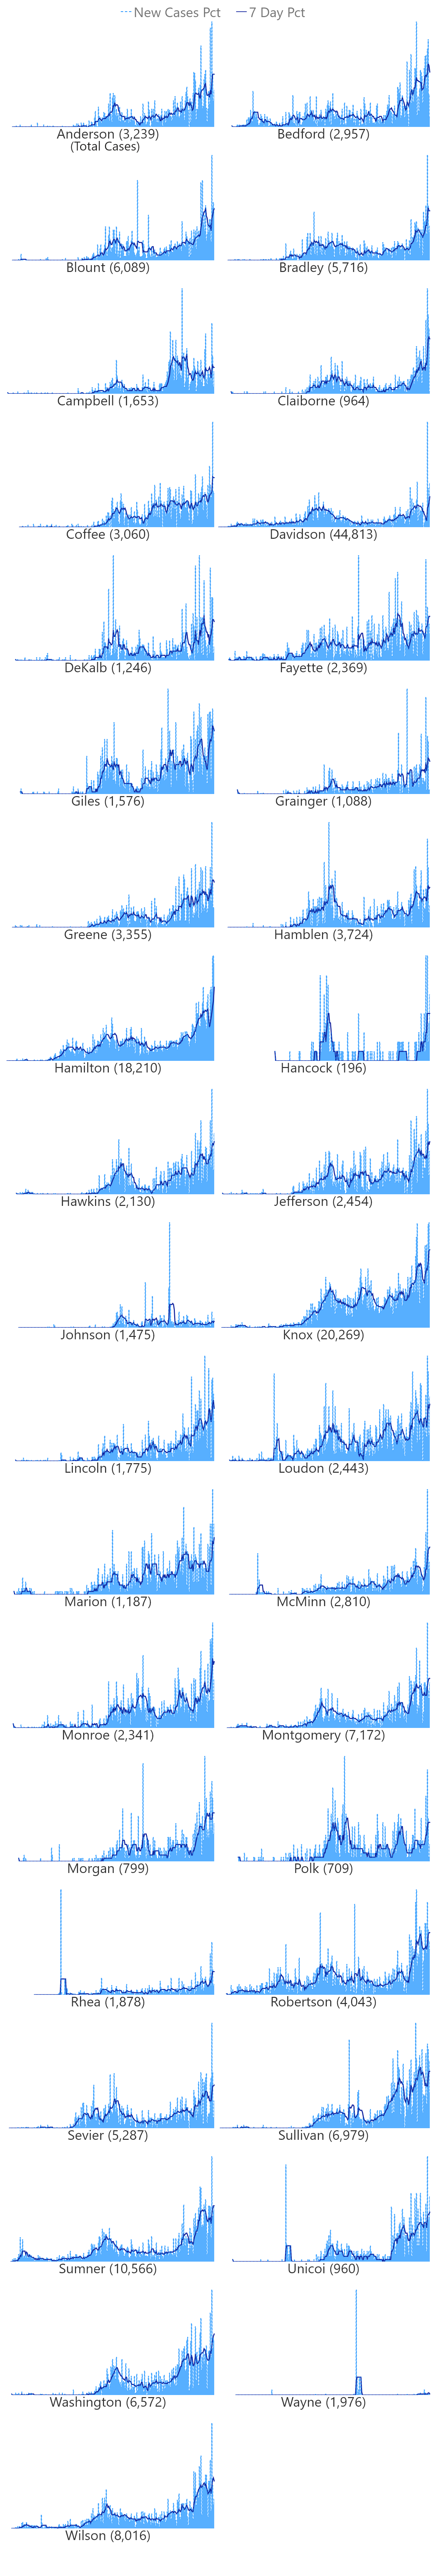 New Cases Pct 7 Day Pct
Anderson (3,239) Bedford (2,957)
(Total Cases)
Blount (6,089) Bradley (5,716)
Campbell (1,653) Claiborne (964)
Coffee (3,060) Davidson (44,813)
DeKalb (1,246) Fayette (2,369)
Giles (1,576) Grainger (1,088)
Greene (3,355) Hamblen (3,724)
Hamilton (18,210) Hancock (196)
Hawkins (2,130) Jefferson (2,454)
Johnson (1,475) Knox (20,269)
Lincoln (1,775) Loudon (2,443)
Marion (1,187) McMinn (2,810)
Monroe (2,341) Montgomery (7,172)
Morgan (799) Polk (709)
Rhea (1,878) Robertson (4,043)
Sevier (5,287) Sullivan (6,979)
Sumner (10,566) Unicoi (960)
Washington (6,572) Wayne (1,976)
Wilson (8,016)